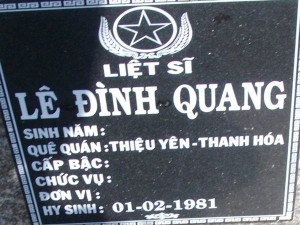 LIỆT SĨ
LÊ ĐÌNH QUANG
SINH NĂM :
QUÊ QUÁN : THIỆU YÊN - THANH HÓA
CẤP BẬC :
CHỨC VỤ :
ĐƠN VỊ :
HY SINH : 01-02-1981